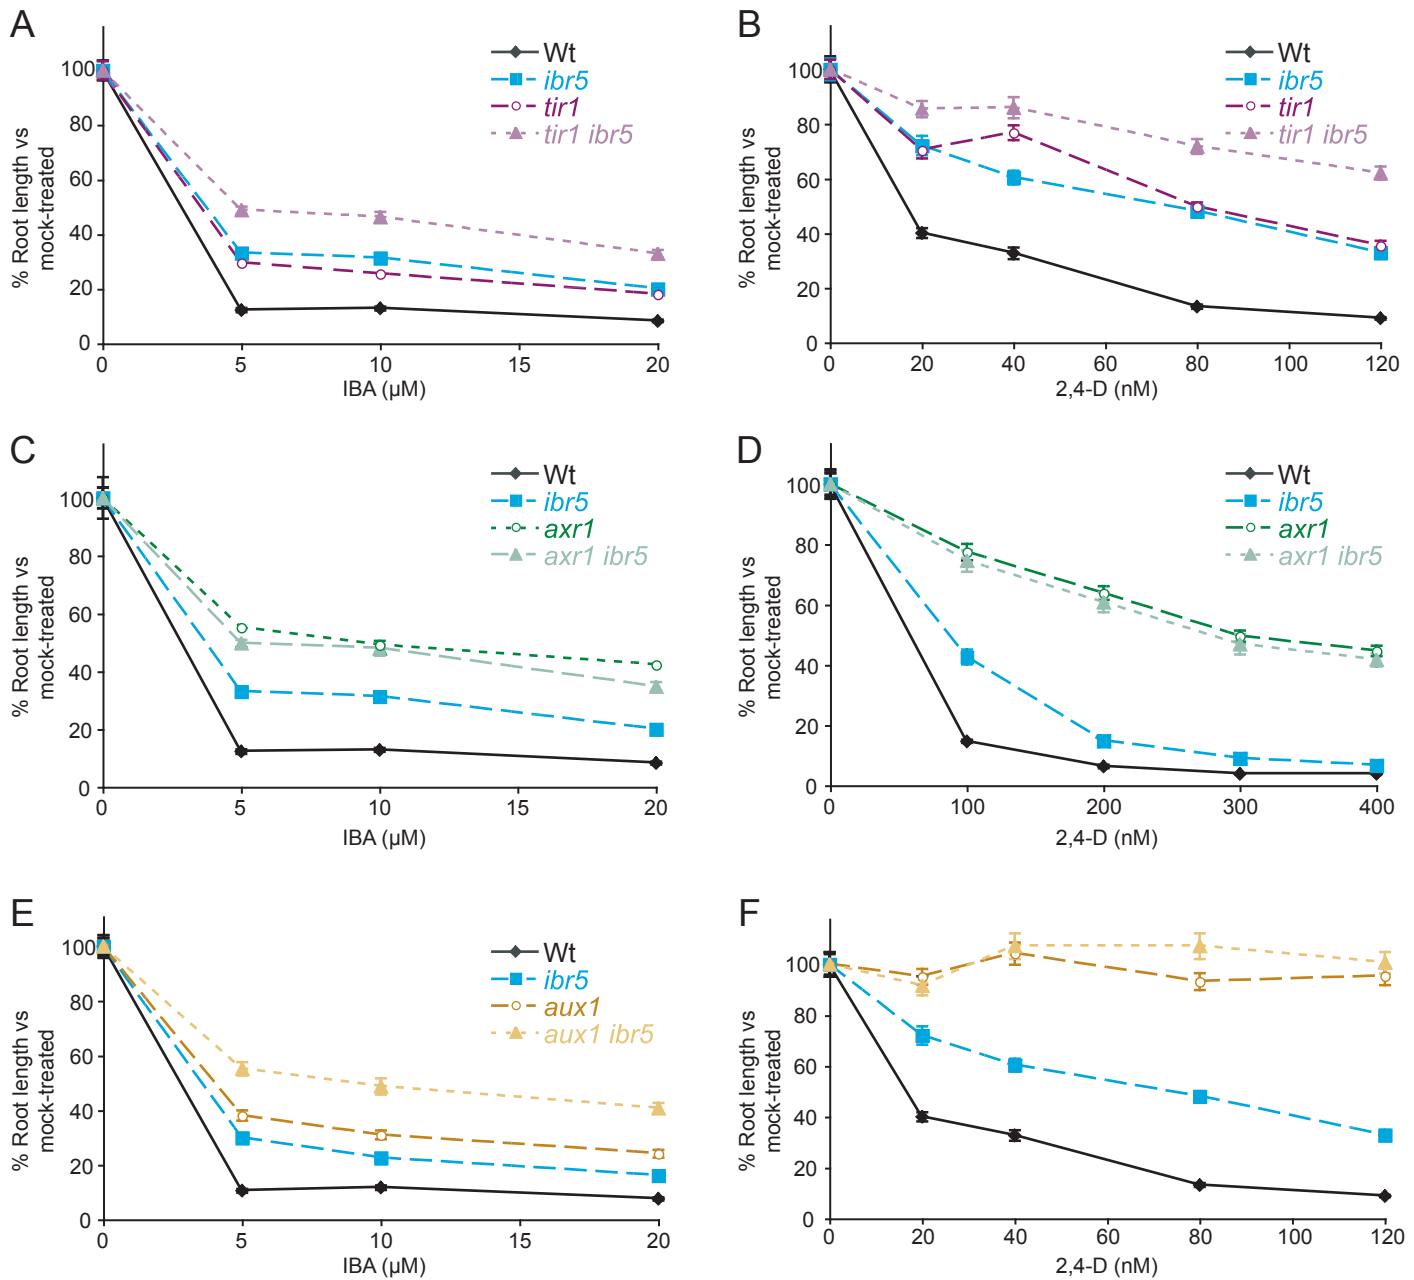 A
% Root length vs
mock-treated
100
80
60
40
20
0
0 5 10 15 20
IBA (µM)
Wt
ibr5
tir1
tir1 ibr5
B
% Root length vs
mock-treated
100
80
60
40
20
0
0 20 40 60 80 100 120
2,4-D (nM)
Wt
ibr5
tir1
tir1 ibr5
C
% Root length vs
mock-treated
100
80
60
40
20
0
0 5 10 15 20
IBA (µM)
Wt
ibr5
axr1
axr1 ibr5
D
% Root length vs
mock-treated
100
80
60
40
20
0
0 100 200 300 400
2,4-D (nM)
Wt
ibr5
axr1
axr1 ibr5
E
% Root length vs
mock-treated
100
80
60
40
20
0
0 5 10 15 20
IBA (µM)
Wt
ibr5
aux1
aux1 ibr5
F
% Root length vs
mock-treated
100
80
60
40
20
0
0 20 40 60 80 100 120
2,4-D (nM)